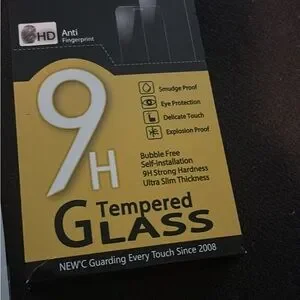 HD
Anti
Fingerprint
9H
Smudge Proof
Eye Protection
Delicate Touch
Explosion Proof
Bubble Free
Self-installation
9H Strong Hardness
Ultra Slim Thickness
Tempered
GLASS
NEW'C Guarding Every Touch Since 2008